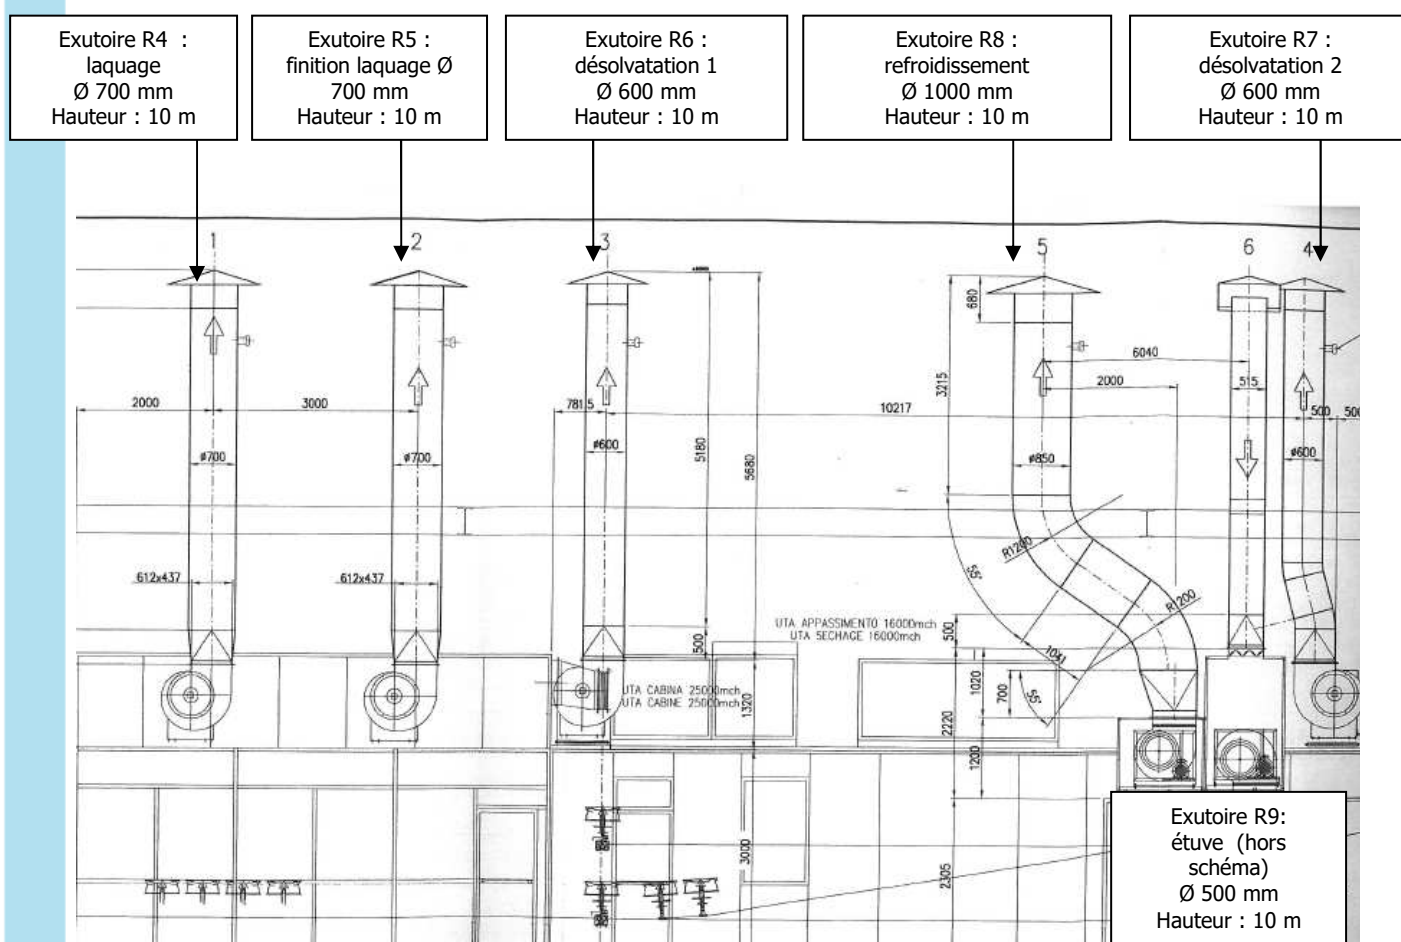 Exutoire R4 :
laquage
Ø 700 mm
Hauteur : 10 m
Exutoire R5 :
finition laquage Ø
700 mm
Hauteur : 10 m
Exutoire R6 :
désolvatation 1
Ø 600 mm
Hauteur : 10 m
Exutoire R8 :
refroidissement
Ø 1000 mm
Hauteur : 10 m
Exutoire R7 :
désolvatation 2
Ø 600 mm
Hauteur : 10 m
1
2
3
5
6
4
680
6040
2000
515
3215
2000
3000
781.5
10217
500
500
5180
5680
ø700
ø700
ø600
ø850
ø600
R1200
55°
612x437
612x437
R1200
UTA APPASSIMENTO 16000mch
UTA SECHAGE 16000mch
500
500
1041
1020
700
55°
UTA CABINA 25000mch
UTA CABINE 25000mch
1320
2220
1200
3000
2305
Exutoire R9:
étuve (hors
schéma)
Ø 500 mm
Hauteur : 10 m